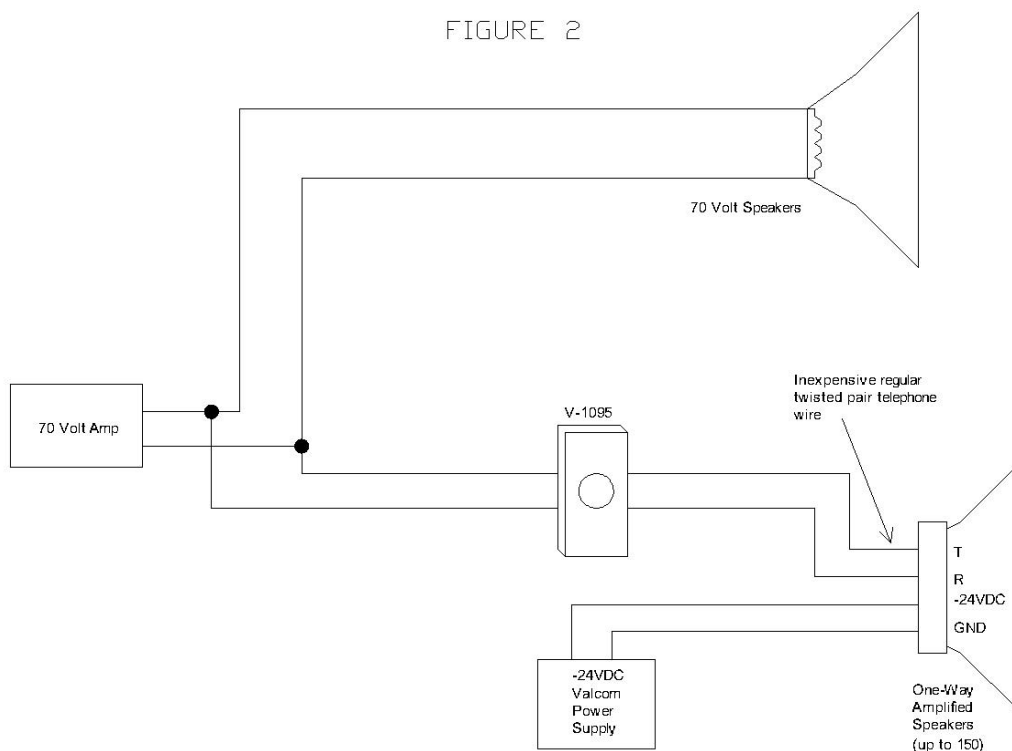 FIGURE 2
70 Volt Speakers
70 Volt Amp
V-1095
Inexpensive regular
twisted pair telephone
wire
T
R
-24VDC
GND
-24VDC
Valcom
Power
Supply
One-Way
Amplified
Speakers
(up to 150)